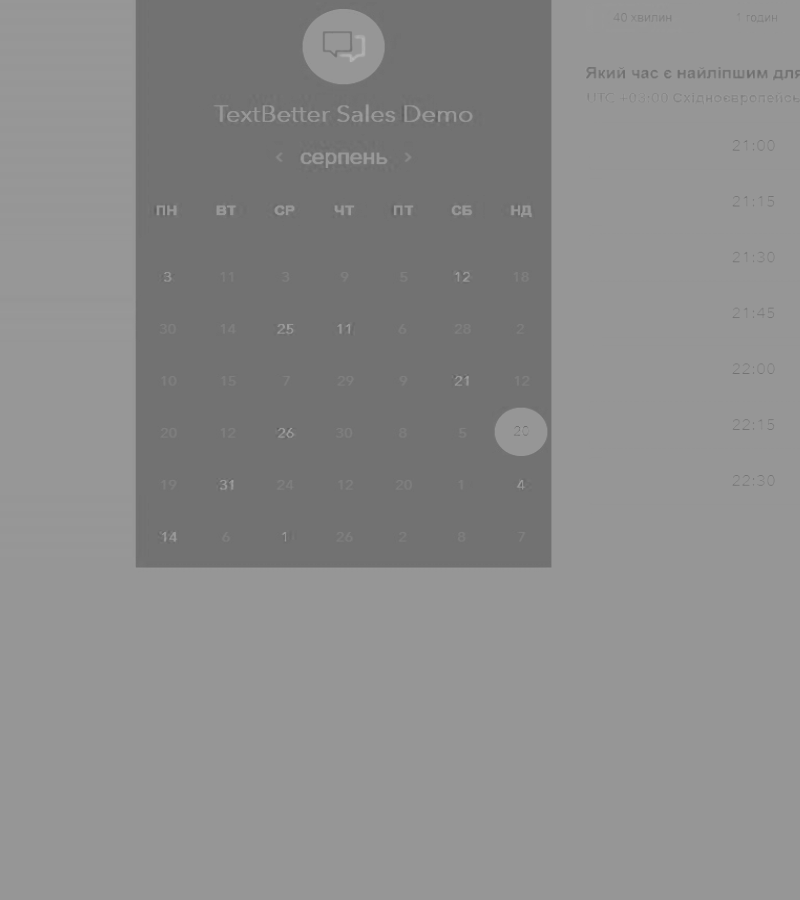 TextBetter Sales Demo
‹ серпень ›
ПН ВТ СР ЧТ ПТ СБ НД
3 11 3 9 5 12 18
30 14 25 11 6 28 2
10 15 7 29 9 21 12
20 12 26 30 8 5 20
19 31 24 12 20 1 4
14 6 1 26 2 8 7
40 хвилин 1 годин
Який час є найліпшим для
UTC +03:00 Східноєвропейсь
21:00
21:15
21:30
21:45
22:00
22:15
22:30